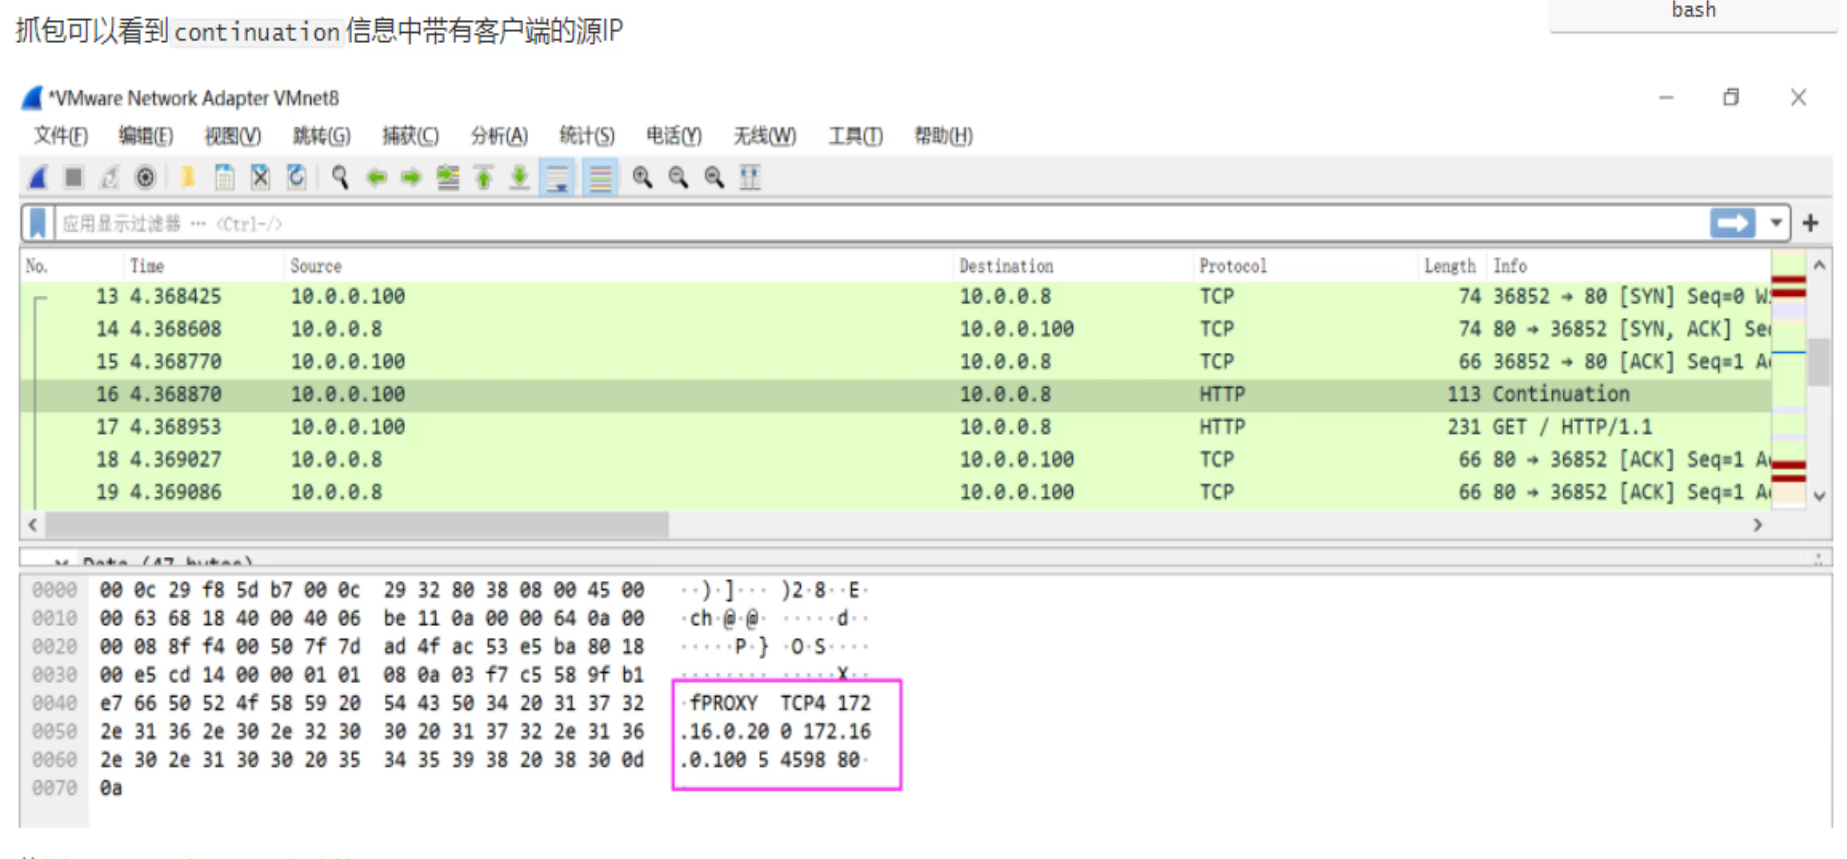 bash
抓包可以看到continuation信息中带有客户端的源IP
*VMware Network Adapter VMnet8
文件(F) 编辑(E) 视图(V) 跳转(G) 捕获(C) 分析(A) 统计(S) 电话(Y) 无线(W) 工具(T) 帮助(H)
应用显示过滤器 ··· <Ctrl-/>
No. Time Source Destination Protocol Length Info
13 4.368425 10.0.0.100 10.0.0.8 TCP 74 36852 → 80 [SYN] Seq=0 W
14 4.368608 10.0.0.8 10.0.0.100 TCP 74 80 → 36852 [SYN, ACK] Se
15 4.368770 10.0.0.100 10.0.0.8 TCP 66 36852 → 80 [ACK] Seq=1 A
16 4.368870 10.0.0.100 10.0.0.8 HTTP 113 Continuation
17 4.368953 10.0.0.100 10.0.0.8 HTTP 231 GET / HTTP/1.1
18 4.369027 10.0.0.8 10.0.0.100 TCP 66 80 → 36852 [ACK] Seq=1 A
19 4.369086 10.0.0.8 10.0.0.100 TCP 66 80 → 36852 [ACK] Seq=1 A
Data (47 bytes)
0000 00 0c 29 f8 5d b7 00 0c 29 32 80 38 08 00 45 00 ··)·]··· )2·8··E·
0010 00 63 68 18 40 00 40 06 be 11 0a 00 00 64 0a 00 ·ch·@·@· ·····d··
0020 00 08 8f f4 00 50 7f 7d ad 4f ac 53 e5 ba 80 18 ·····P·} ·O·S····
0030 00 e5 cd 14 00 00 01 01 08 0a 03 f7 c5 58 9f b1 ········ ·····X··
0040 e7 66 50 52 4f 58 59 20 54 43 50 34 20 31 37 32 ·fPROXY TCP4 172
0050 2e 31 36 2e 30 2e 32 30 30 20 31 37 32 2e 31 36 .16.0.20 0 172.16
0060 2e 30 2e 31 30 30 20 35 34 35 39 38 20 38 30 0d .0.100 5 4598 80·
0070 0a ·